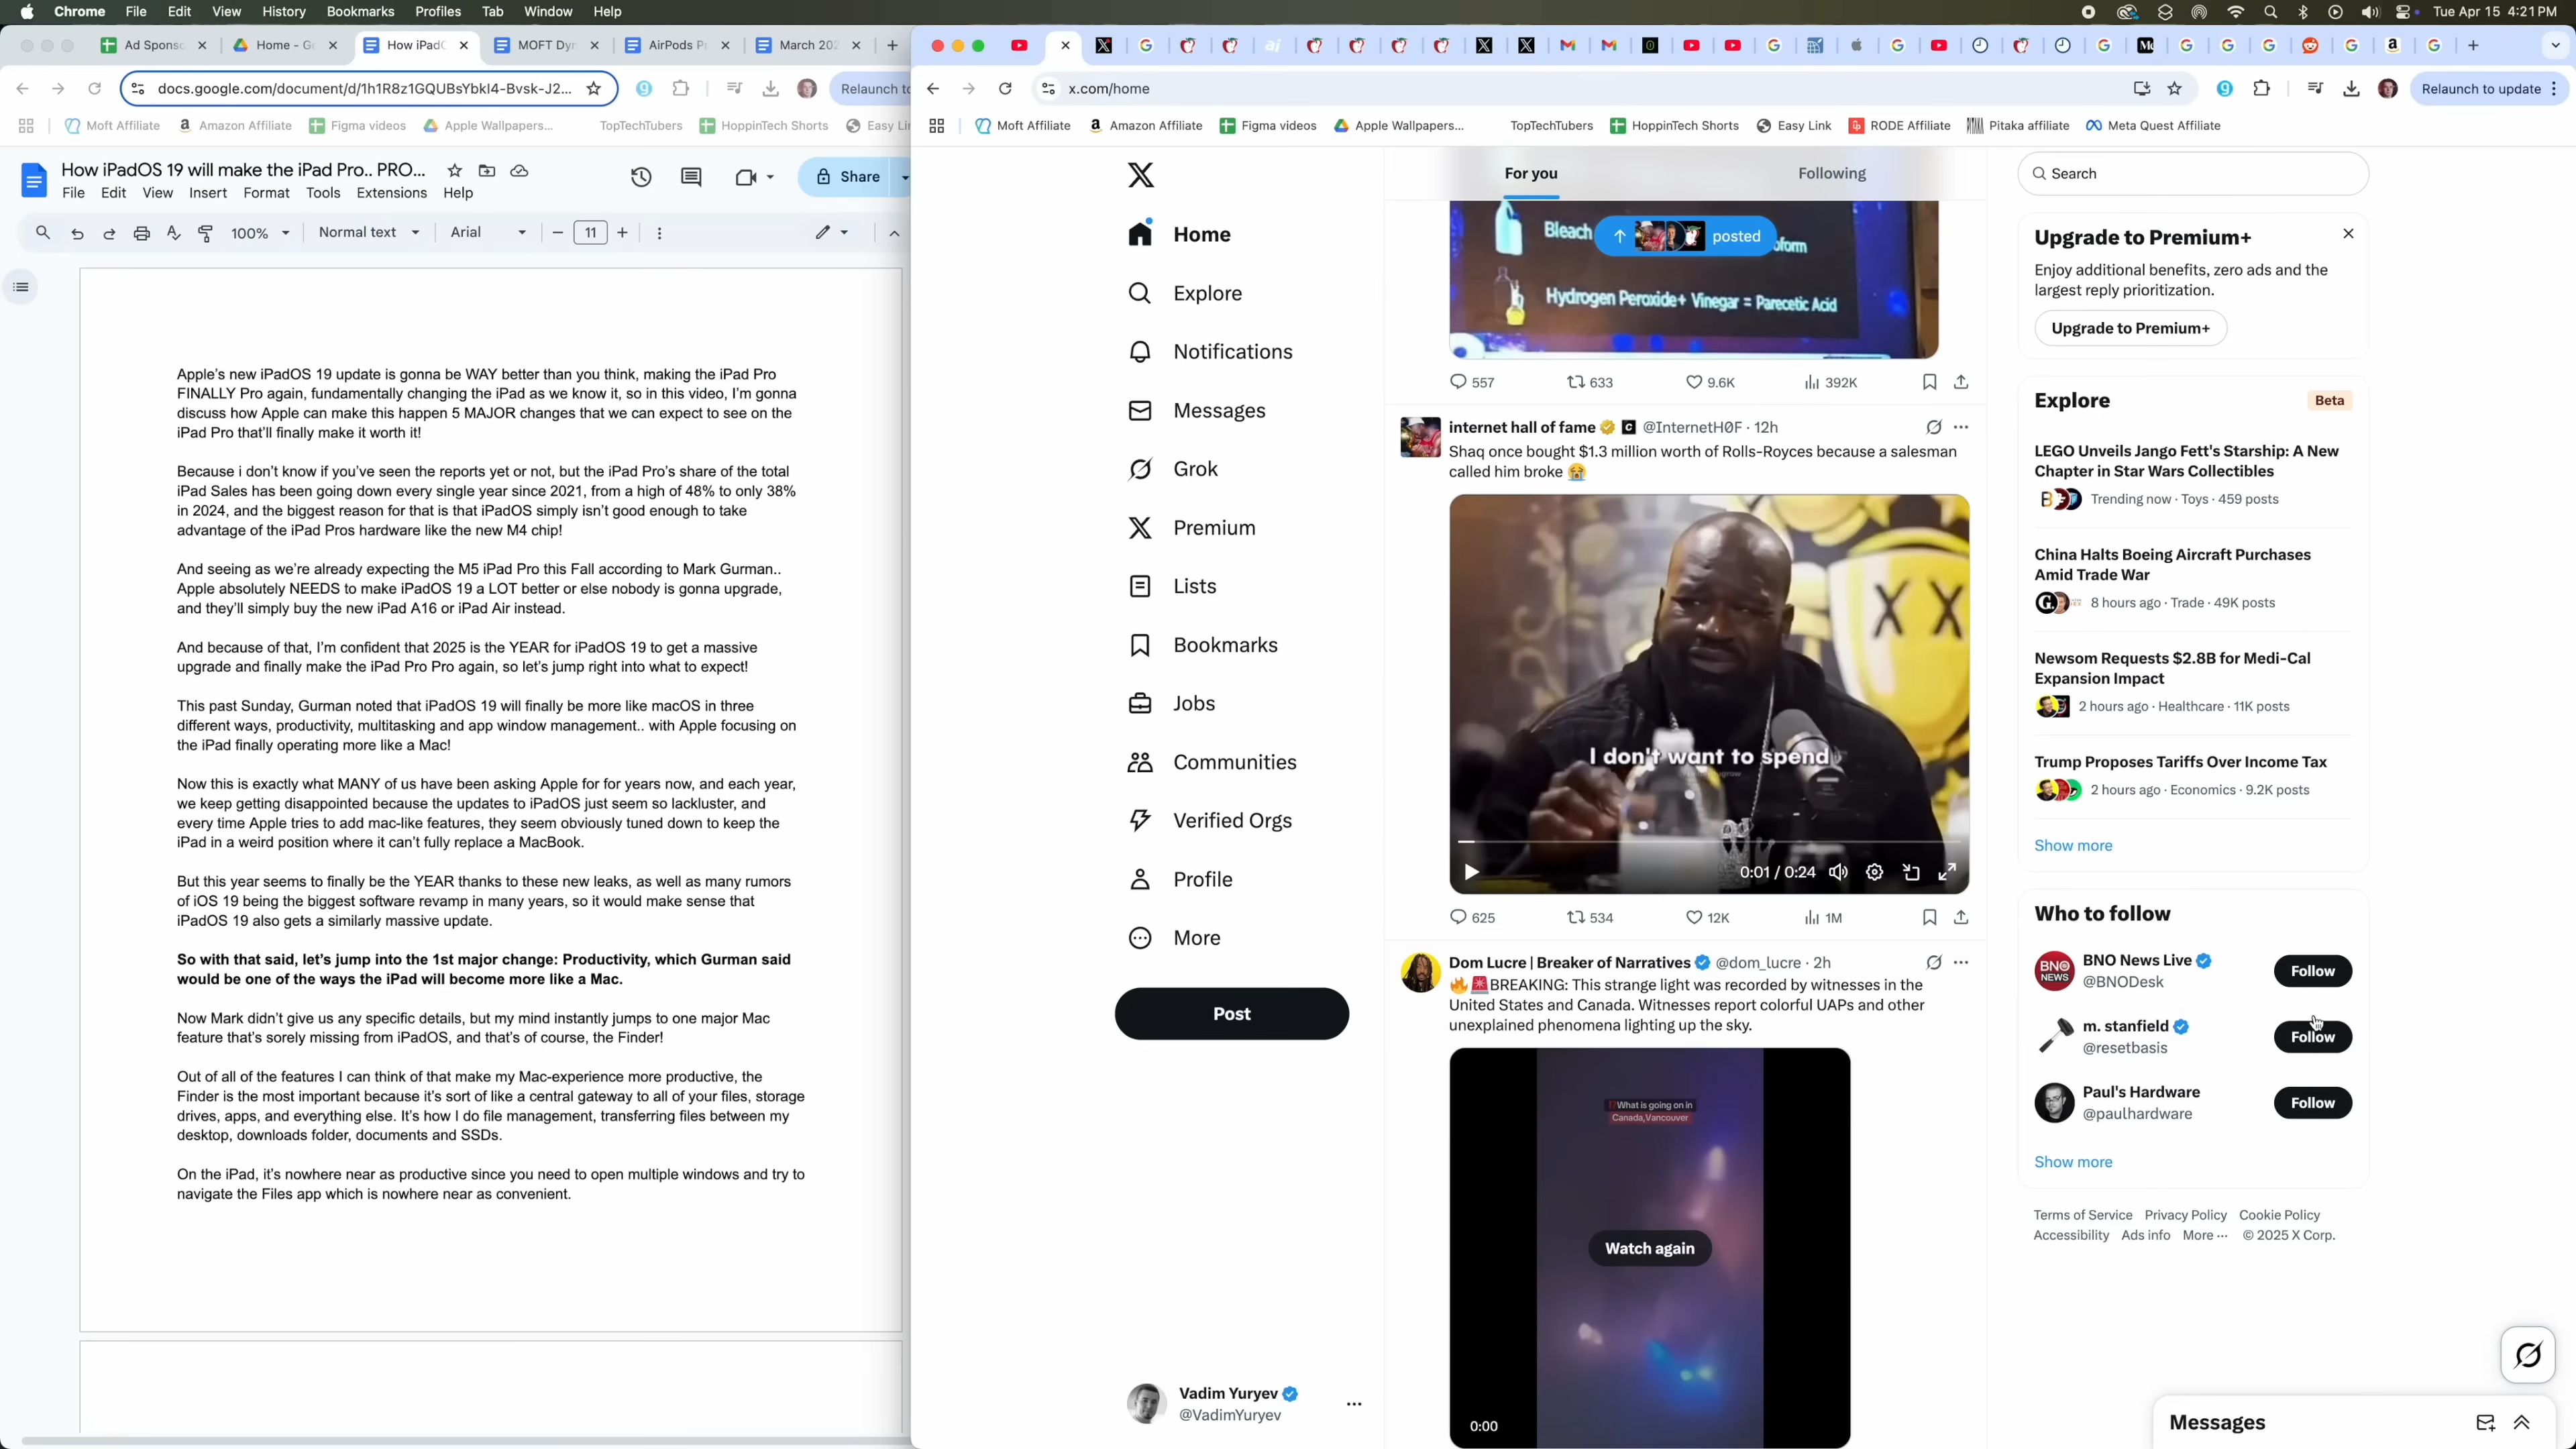 Chrome File Edit View History Bookmarks Profiles Tab Window Help
Tue Apr 15 4:21 PM
Ad Sponso
Home - G
How iPadO
MOFT Dyn
AirPods P
March 202
docs.google.com/document/d/1h1R8z1GQUBsYbkI4-Bvsk-J2...
Relaunch to
Moft Affiliate
Amazon Affiliate
Figma videos
Apple Wallpapers...
TopTechTubers
HoppinTech Shorts
Easy Lin
How iPadOS 19 will make the iPad Pro.. PRO...
File Edit View Insert Format Tools Extensions Help
Share
100%
Normal text
Arial
11
Apple's new iPadOS 19 update is gonna be WAY better than you think, making the iPad Pro
FINALLY Pro again, fundamentally changing the iPad as we know it, so in this video, I'm gonna
discuss how Apple can make this happen 5 MAJOR changes that we can expect to see on the
iPad Pro that'll finally make it worth it!
Because i don't know if you've seen the reports yet or not, but the iPad Pro's share of the total
iPad Sales has been going down every single year since 2021, from a high of 48% to only 38%
in 2024, and the biggest reason for that is that iPadOS simply isn't good enough to take
advantage of the iPad Pros hardware like the new M4 chip!
And seeing as we're already expecting the M5 iPad Pro this Fall according to Mark Gurman..
Apple absolutely NEEDS to make iPadOS 19 a LOT better or else nobody is gonna upgrade,
and they'll simply buy the new iPad A16 or iPad Air instead.
And because of that, I'm confident that 2025 is the YEAR for iPadOS 19 to get a massive
upgrade and finally make the iPad Pro Pro again, so let's jump right into what to expect!
This past Sunday, Gurman noted that iPadOS 19 will finally be more like macOS in three
different ways, productivity, multitasking and app window management.. with Apple focusing on
the iPad finally operating more like a Mac!
Now this is exactly what MANY of us have been asking Apple for for years now, and each year,
we keep getting disappointed because the updates to iPadOS just seem so lackluster, and
every time Apple tries to add mac-like features, they seem obviously tuned down to keep the
iPad in a weird position where it can't fully replace a MacBook.
But this year seems to finally be the YEAR thanks to these new leaks, as well as many rumors
of iOS 19 being the biggest software revamp in many years, so it would make sense that
iPadOS 19 also gets a similarly massive update.
So with that said, let's jump into the 1st major change: Productivity, which Gurman said
would be one of the ways the iPad will become more like a Mac.
Now Mark didn't give us any specific details, but my mind instantly jumps to one major Mac
feature that's sorely missing from iPadOS, and that's of course, the Finder!
Out of all of the features I can think of that make my Mac-experience more productive, the
Finder is the most important because it's sort of like a central gateway to all of your files, storage
drives, apps, and everything else. It's how I do file management, transferring files between my
desktop, downloads folder, documents and SSDs.
On the iPad, it's nowhere near as productive since you need to open multiple windows and try to
navigate the Files app which is nowhere near as convenient.
x.com/home
Relaunch to update
Moft Affiliate
Amazon Affiliate
Figma videos
Apple Wallpapers...
TopTechTubers
HoppinTech Shorts
Easy Link
RODE Affiliate
Pitaka affiliate
Meta Quest Affiliate
Home
Explore
Notifications
Messages
Grok
Premium
Lists
Bookmarks
Jobs
Communities
Verified Orgs
Profile
More
Post
Vadim Yuryev
@VadimYuryev
For you
Following
posted
Bleach
oform
Hydrogen Peroxide+ Vinegar = Parecetic Acid
557 633 9.6K 392K
internet hall of fame @InternetH0F · 12h
Shaq once bought $1.3 million worth of Rolls-Royces because a salesman
called him broke
I don't want to spend
0:01 / 0:24
625 534 12K 1M
Dom Lucre | Breaker of Narratives @dom_lucre · 2h
BREAKING: This strange light was recorded by witnesses in the
United States and Canada. Witnesses report colorful UAPs and other
unexplained phenomena lighting up the sky.
What is going on in
Canada,Vancouver
Watch again
0:00
Search
Upgrade to Premium+
Enjoy additional benefits, zero ads and the
largest reply prioritization.
Upgrade to Premium+
Explore
Beta
LEGO Unveils Jango Fett's Starship: A New
Chapter in Star Wars Collectibles
Trending now · Toys · 459 posts
China Halts Boeing Aircraft Purchases
Amid Trade War
8 hours ago · Trade · 49K posts
Newsom Requests $2.8B for Medi-Cal
Expansion Impact
2 hours ago · Healthcare · 11K posts
Trump Proposes Tariffs Over Income Tax
2 hours ago · Economics · 9.2K posts
Show more
Who to follow
BNO News Live
@BNODesk
Follow
BNO
NEWS
m. stanfield
@resetbasis
Follow
Paul's Hardware
@paulhardware
Follow
Show more
Terms of Service Privacy Policy Cookie Policy
Accessibility Ads info More ··· © 2025 X Corp.
Messages